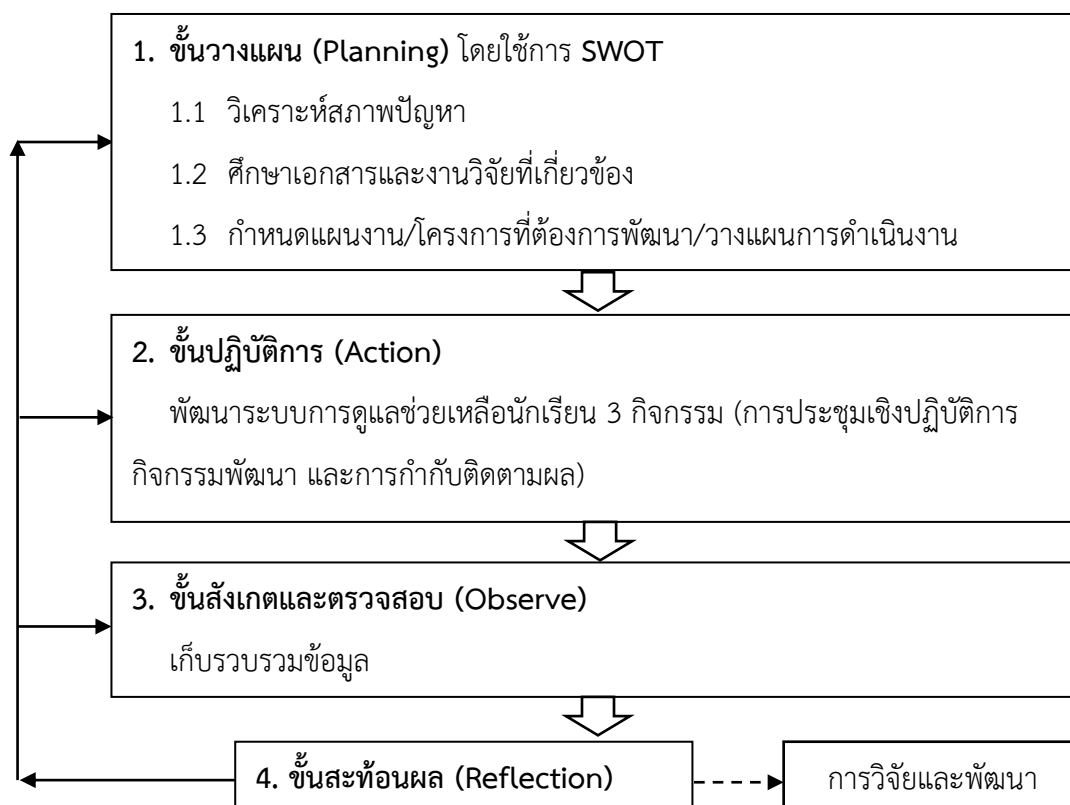 1. ขั้นวางแผน (Planning) โดยใช้การ SWOT
1.1 วิเคราะห์สภาพปัญหา
1.2 ศึกษาเอกสารและงานวิจัยที่เกี่ยวข้อง
1.3 กำหนดแผนงาน/โครงการที่ต้องการพัฒนา/วางแผนการดำเนินงาน
2. ขั้นปฏิบัติการ (Action)
พัฒนาระบบการดูแลช่วยเหลือนักเรียน 3 กิจกรรม (การประชุมเชิงปฏิบัติการ
กิจกรรมพัฒนา และการกำกับติดตามผล)
3. ขั้นสังเกตและตรวจสอบ (Observe)
เก็บรวบรวมข้อมูล
4. ขั้นสะท้อนผล (Reflection)
การวิจัยและพัฒนา